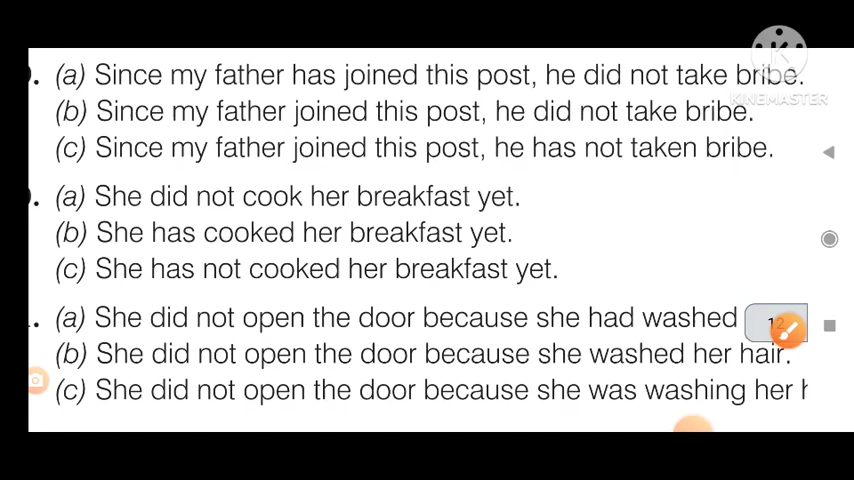 . (a) Since my father has joined this post, he did not take bribe.
(b) Since my father joined this post, he did not take bribe.
(c) Since my father joined this post, he has not taken bribe.
. (a) She did not cook her breakfast yet.
(b) She has cooked her breakfast yet.
(c) She has not cooked her breakfast yet.
. (a) She did not open the door because she had washed
(b) She did not open the door because she washed her hair.
(c) She did not open the door because she was washing her
KINEMASTER